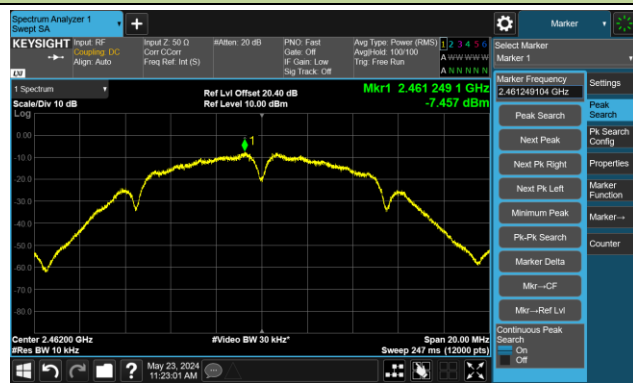 Spectrum Analyzer 1
Swept SA
+
Marker
KEYSIGHT
Input: RF
Coupling: DC
Align: Auto
Input Z: 50 Ω
Corr CCorr
Freq Ref: Int (S)
#Atten: 20 dB
PNO: Fast
Gate: Off
IF Gain: Low
Sig Track: Off
Avg Type: Power (RMS)
Avg|Hold: 100/100
Trig: Free Run
1 2 3 4 5 6
A W W W W W
A N N N N N
Select Marker
Marker 1
LXI
1 Spectrum
Scale/Div 10 dB
Log
Ref Lvl Offset 20.40 dB
Ref Level 10.00 dBm
Mkr1 2.461 249 1 GHz
-7.457 dBm
1
0.00
-10.0
-20.0
-30.0
-40.0
-50.0
-60.0
-70.0
-80.0
Center 2.46200 GHz
#Res BW 10 kHz
#Video BW 30 kHz*
Span 20.00 MHz
Sweep 247 ms (12000 pts)
Marker Frequency
2.461249104 GHz
Peak Search
Next Peak
Next Pk Right
Next Pk Left
Minimum Peak
Pk-Pk Search
Marker Delta
Mkr→CF
Mkr→Ref Lvl
Continuous Peak
Search
On
Off
Settings
Peak
Search
Pk Search
Config
Properties
Marker
Function
Marker→
Counter
?
May 23, 2024
11:23:01 AM